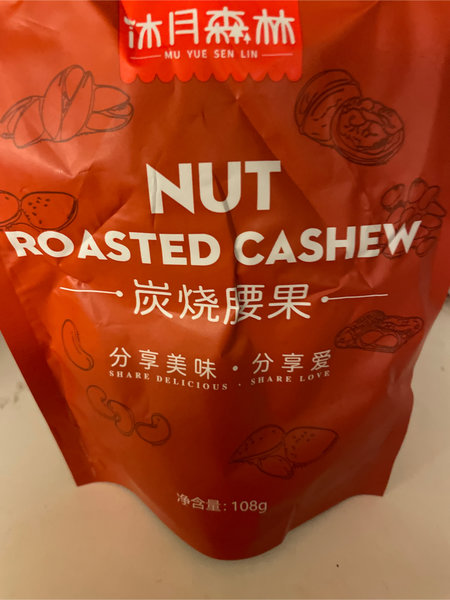 沐月森林
MU YUE SEN LIN
NUT
ROASTED CASHEW
炭烧腰果
分享美味 · 分享爱
SHARE DELICIOUS · SHARE LOVE
净含量: 108g